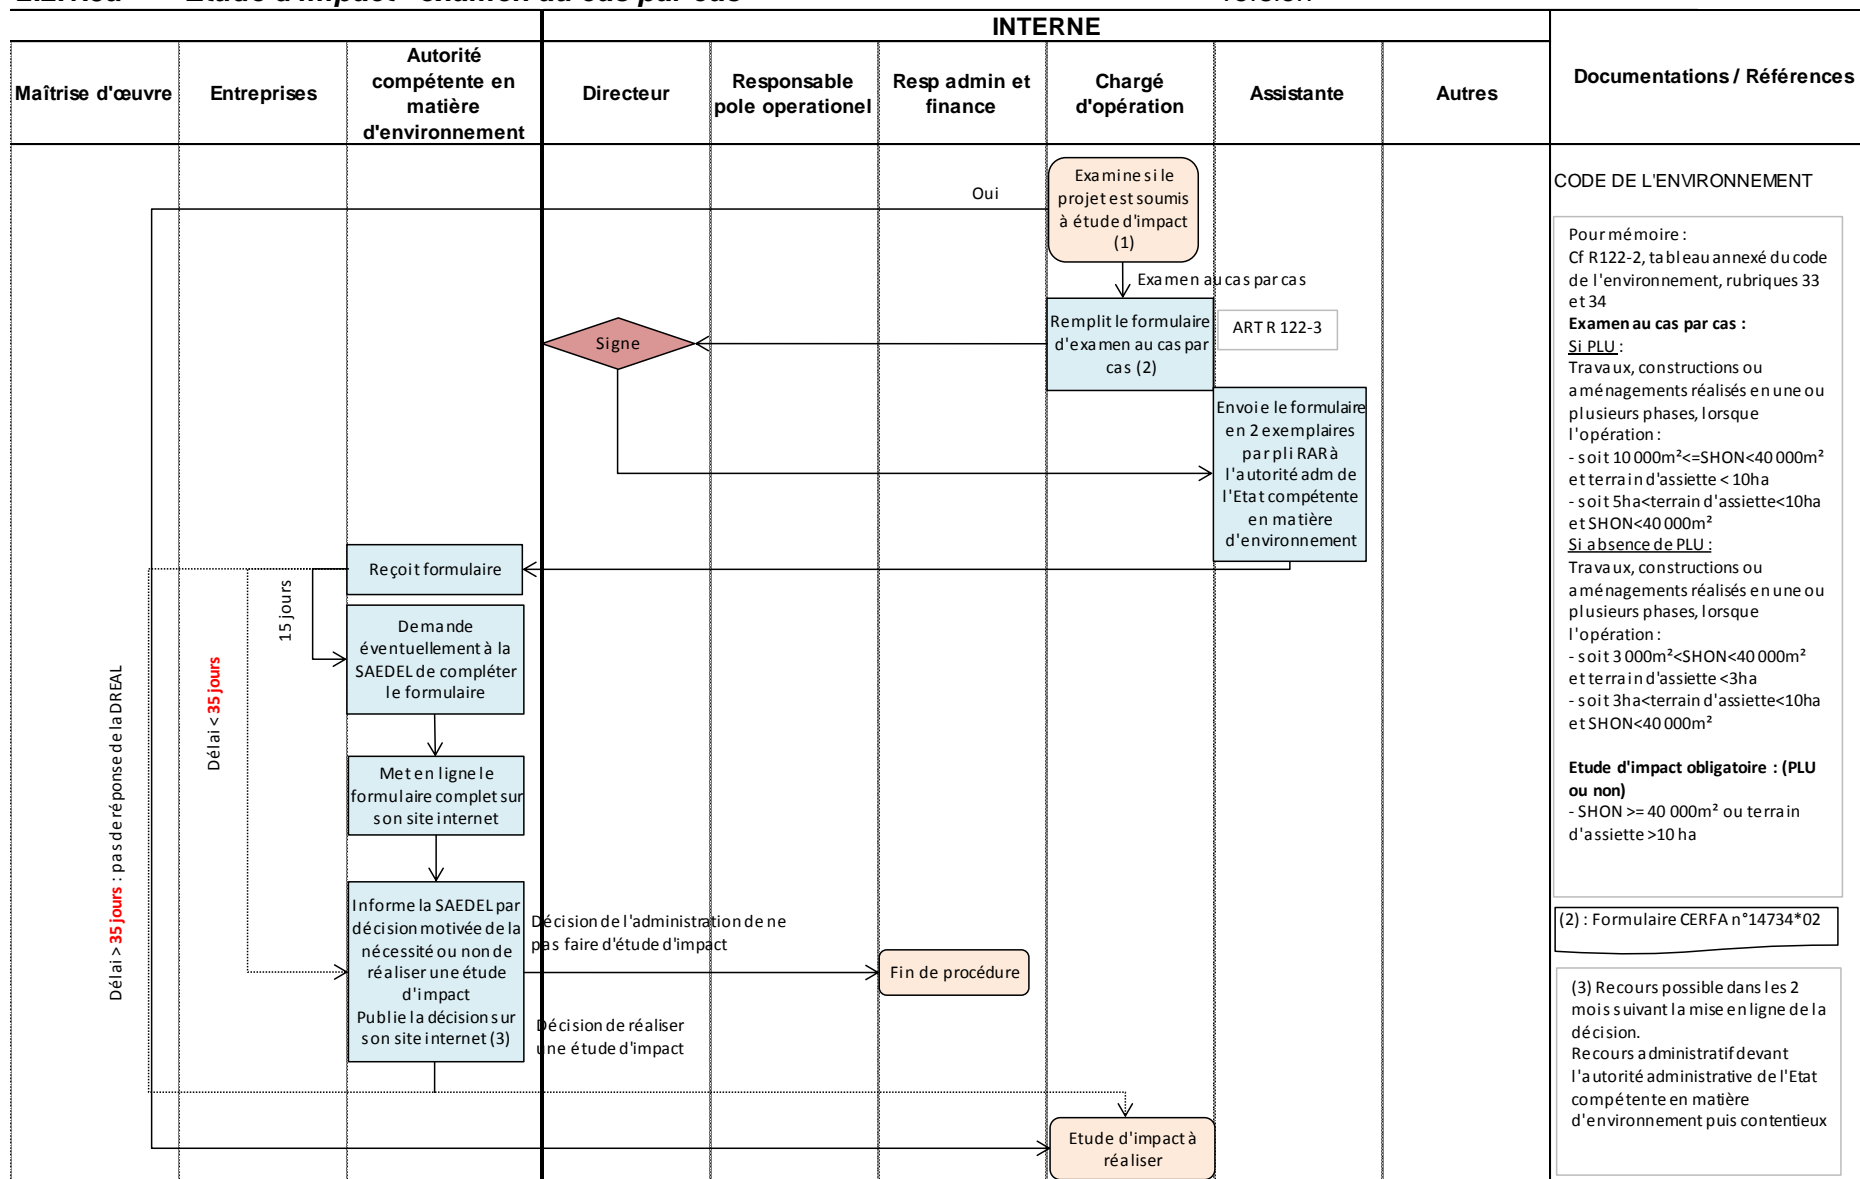 Etude d'impact - examen au cas par cas
INTERNE
Maîtrise d'œuvre
Entreprises
Autorité
compétente en
matière
d'environnement
Directeur
Responsable
pole operationel
Resp admin et
finance
Chargé
d'opération
Assistante
Autres
Documentations / Références
Examine si le
projet est soumis
à étude d'impact
(1)
Oui
Examen au cas par cas
Remplit le formulaire
d'examen au cas par
cas (2)
ART R 122-3
Signe
Envoie le formulaire
en 2 exemplaires
par pli RAR à
l'autorité adm de
l'Etat compétente
en matière
d'environnement
Reçoit formulaire
15 jours
Demande
éventuellement à la
SAEDEL de compléter
le formulaire
Délai < 35 jours
Délai > 35 jours : pas de réponse de la DREAL
Met en ligne le
formulaire complet sur
son site internet
Informe la SAEDEL par
décision motivée de la
nécessité ou non de
réaliser une étude
d'impact
Publie la décision sur
son site internet (3)
Décision de l'administration de ne
pas faire d'étude d'impact
Fin de procédure
Décision de réaliser
une étude d'impact
Etude d'impact à
réaliser
CODE DE L'ENVIRONNEMENT
Pour mémoire :
Cf R122-2, tableau annexé du code
de l'environnement, rubriques 33
et 34
Examen au cas par cas :
Si PLU :
Travaux, constructions ou
aménagements réalisés en une ou
plusieurs phases, lorsque
l'opération :
- soit 10 000m²<=SHON<40 000m²
et terrain d'assiette < 10ha
- soit 5ha<terrain d'assiette<10ha
et SHON<40 000m²
Si absence de PLU :
Travaux, constructions ou
aménagements réalisés en une ou
plusieurs phases, lorsque
l'opération :
- soit 3 000m²<SHON<40 000m²
et terrain d'assiette <3ha
- soit 3ha<terrain d'assiette<10ha
et SHON<40 000m²
Etude d'impact obligatoire : (PLU
ou non)
- SHON >= 40 000m² ou terrain
d'assiette >10 ha
(2) : Formulaire CERFA n°14734*02
(3) Recours possible dans les 2
mois suivant la mise en ligne de la
décision.
Recours administratif devant
l'autorité administrative de l'Etat
compétente en matière
d'environnement puis contentieux